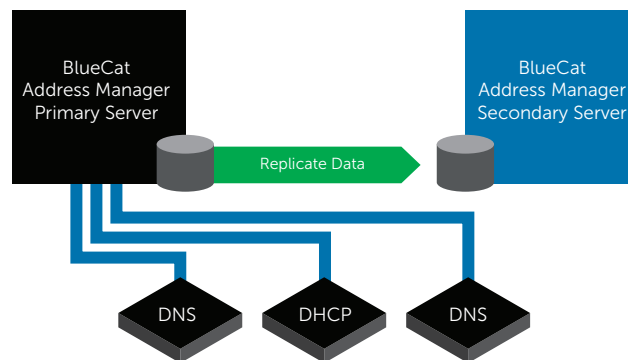 BlueCat
Address Manager
Primary Server
BlueCat
Address Manager
Secondary Server
Replicate Data
DNS
DHCP
DNS